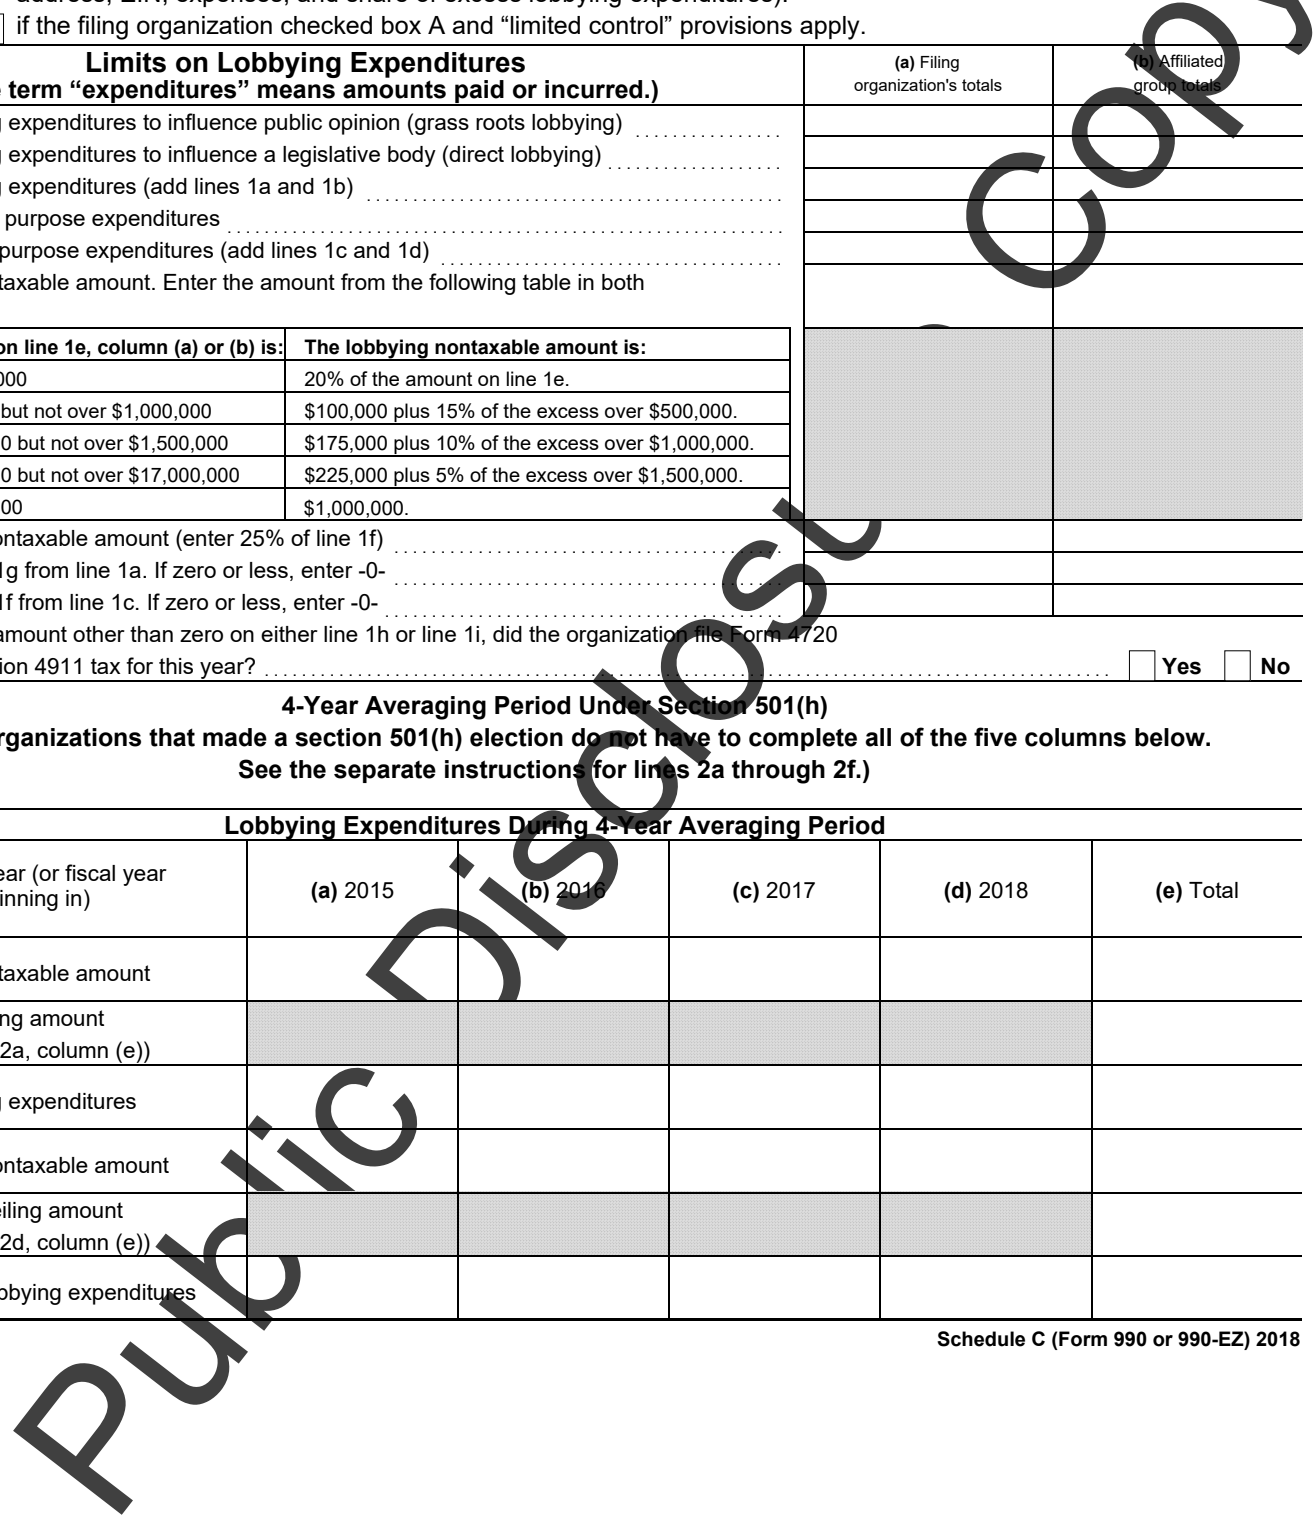 address, EIN, expenses, and share of excess lobbying expenditures).
if the filing organization checked box A and “limited control” provisions apply.
Limits on Lobbying Expenditures
term “expenditures” means amounts paid or incurred.)
(a) Filing
organization's totals
(b) Affiliated
group totals
expenditures to influence public opinion (grass roots lobbying)
expenditures to influence a legislative body (direct lobbying)
expenditures (add lines 1a and 1b)
purpose expenditures
purpose expenditures (add lines 1c and 1d)
taxable amount. Enter the amount from the following table in both
on line 1e, column (a) or (b) is: The lobbying nontaxable amount is:
000 20% of the amount on line 1e.
but not over $1,000,000 $100,000 plus 15% of the excess over $500,000.
0 but not over $1,500,000 $175,000 plus 10% of the excess over $1,000,000.
0 but not over $17,000,000 $225,000 plus 5% of the excess over $1,500,000.
00 $1,000,000.
ontaxable amount (enter 25% of line 1f)
1g from line 1a. If zero or less, enter -0-
1f from line 1c. If zero or less, enter -0-
amount other than zero on either line 1h or line 1i, did the organization file Form 4720
ion 4911 tax for this year? Yes No
4-Year Averaging Period Under Section 501(h)
rganizations that made a section 501(h) election do not have to complete all of the five columns below.
See the separate instructions for lines 2a through 2f.)
Lobbying Expenditures During 4-Year Averaging Period
ear (or fiscal year
inning in)
(a) 2015 (b) 2016 (c) 2017 (d) 2018 (e) Total
taxable amount
ng amount
2a, column (e))
expenditures
ontaxable amount
eiling amount
2d, column (e))
obbying expenditures
Schedule C (Form 990 or 990-EZ) 2018
Public Disclosu Copy